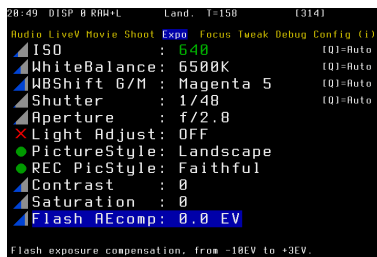 20:49 DISP 0 RAW+L Land. T=158 [314]
Audio LiveV Movie Shoot Expo Focus Tweak Debug Config (i)
ISO : 640 [Q]=Auto
WhiteBalance: 6500K [Q]=Auto
WBShift G/M : Magenta 5 [Q]=Auto
Shutter : 1/48 [Q]=Auto
Aperture : f/2.8
Light Adjust: OFF
PictureStyle: Landscape
REC PicStyle: Faithful
Contrast : 0
Saturation : 0
Flash AEcomp: 0.0 EV
Flash exposure compensation, from -10EV to +3EV.